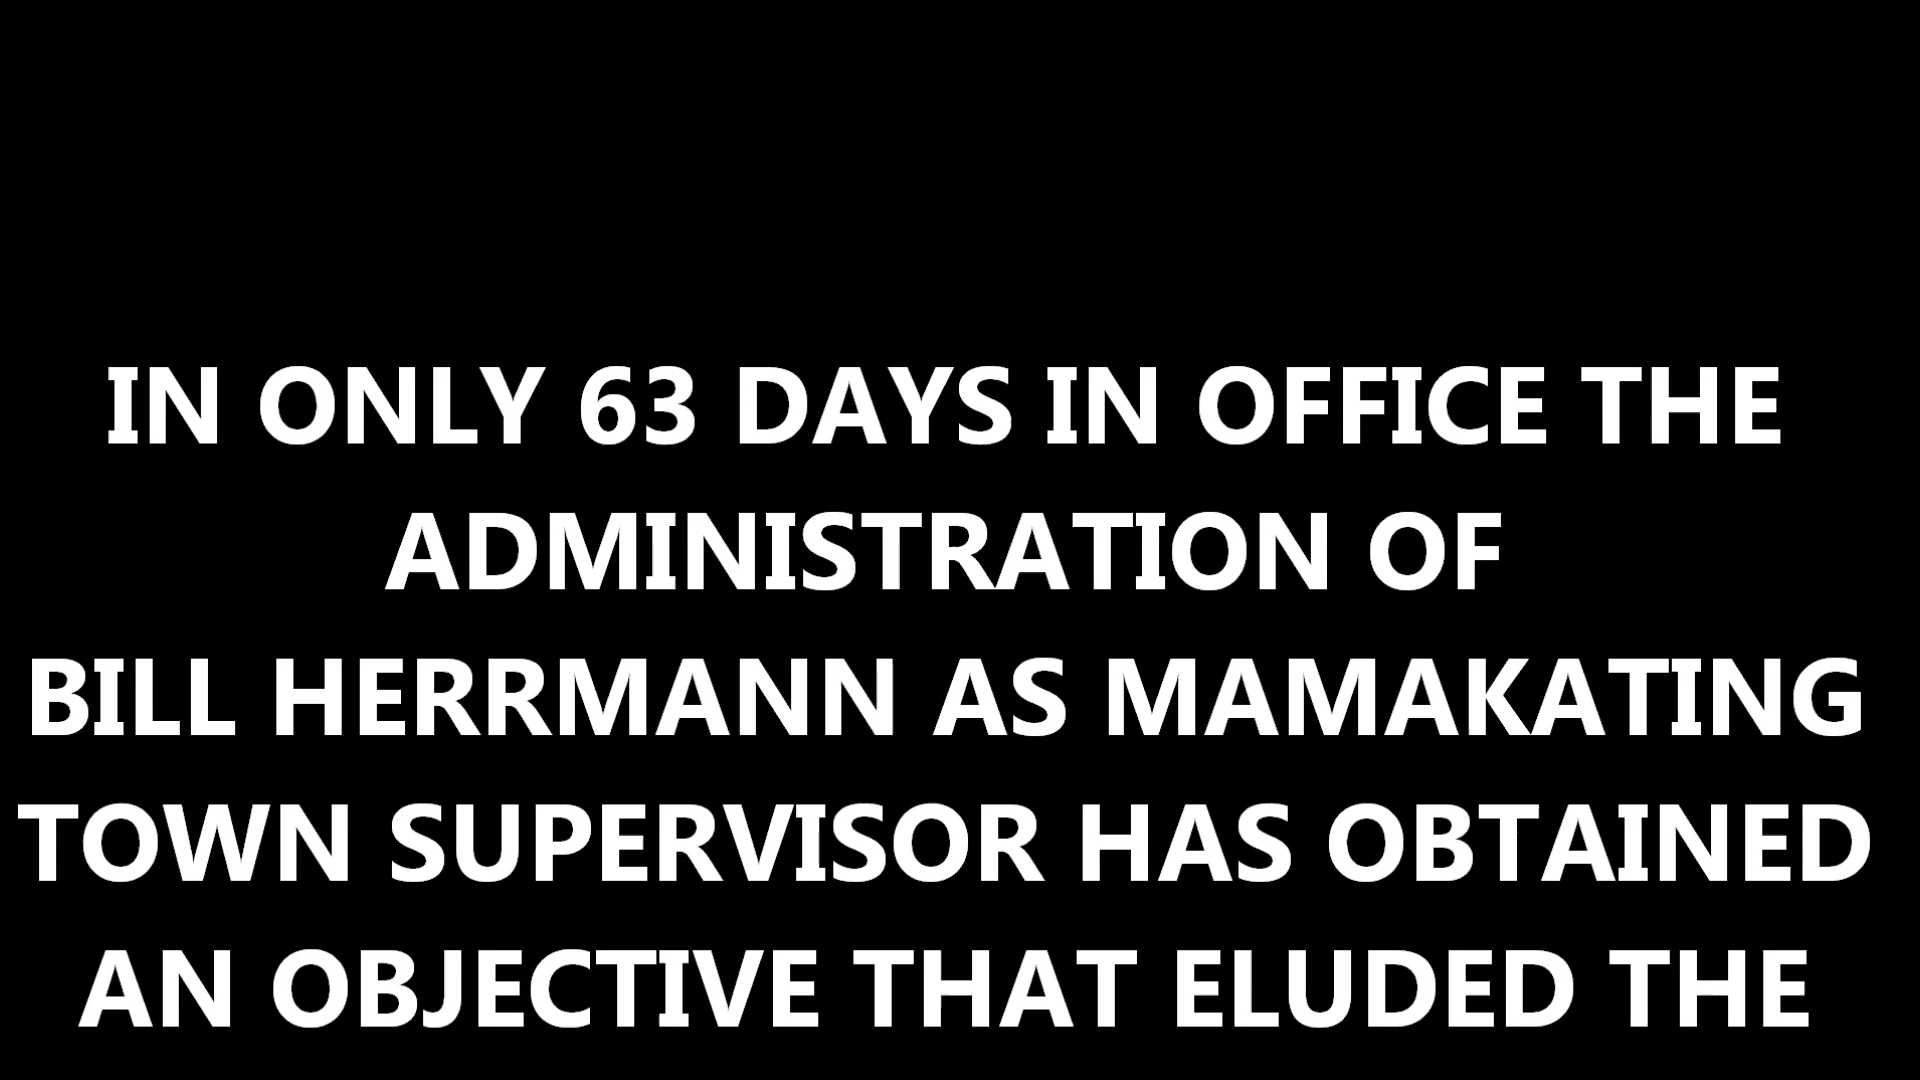 IN ONLY 63 DAYS IN OFFICE THE
ADMINISTRATION OF
BILL HERRMANN AS MAMAKATING
TOWN SUPERVISOR HAS OBTAINED
AN OBJECTIVE THAT ELUDED THE